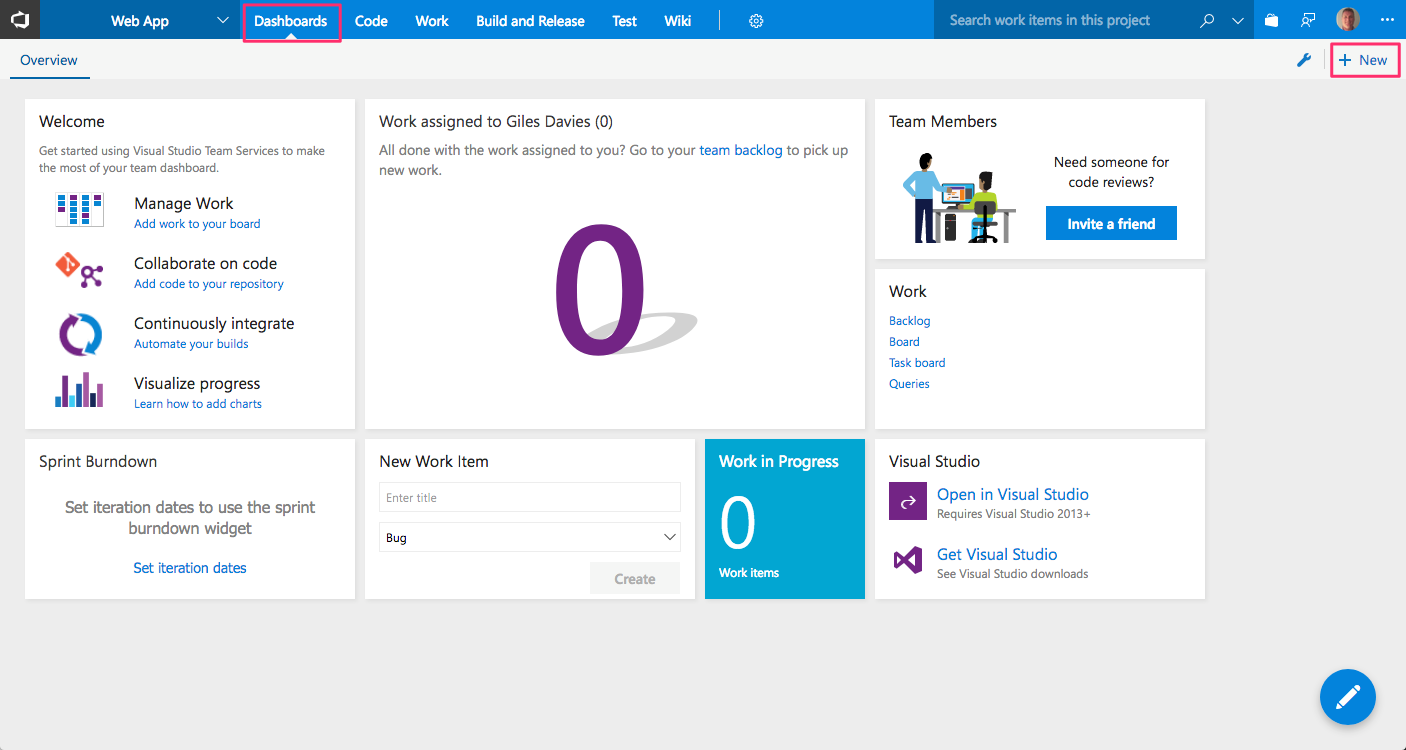 Web App
Dashboards
Code
Work
Build and Release
Test
Wiki
Search work items in this project
Overview
New
Welcome
Get started using Visual Studio Team Services to make
the most of your team dashboard.
Manage Work
Add work to your board
Collaborate on code
Add code to your repository
Continuously integrate
Automate your builds
Visualize progress
Learn how to add charts
Work assigned to Giles Davies (0)
All done with the work assigned to you? Go to your team backlog to pick up
new work.
0
Team Members
Need someone for
code reviews?
Invite a friend
Work
Backlog
Board
Task board
Queries
Sprint Burndown
Set iteration dates to use the sprint
burndown widget
Set iteration dates
New Work Item
Enter title
Bug
Create
Work in Progress
0
Work items
Visual Studio
Open in Visual Studio
Requires Visual Studio 2013+
Get Visual Studio
See Visual Studio downloads